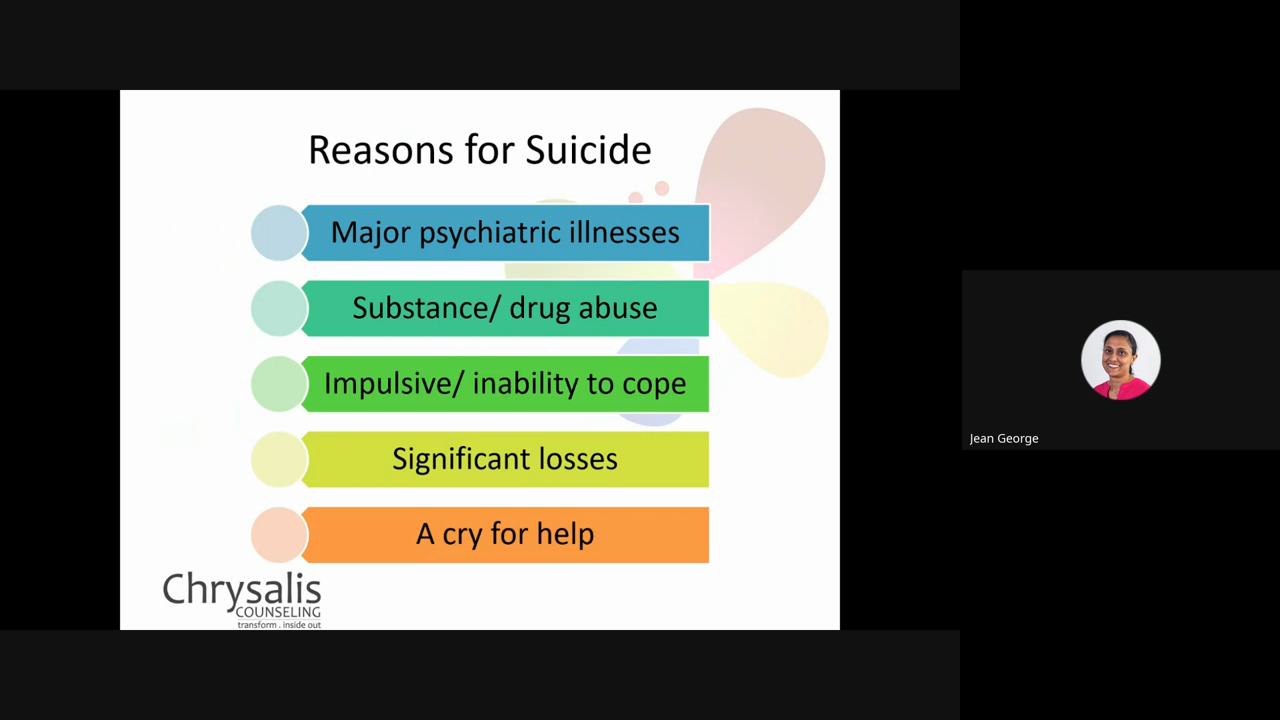 Reasons for Suicide
Major psychiatric illnesses
Substance/ drug abuse
Impulsive/ inability to cope
Significant losses
A cry for help
Chrysalis
COUNSELING
transform . inside out
Jean George